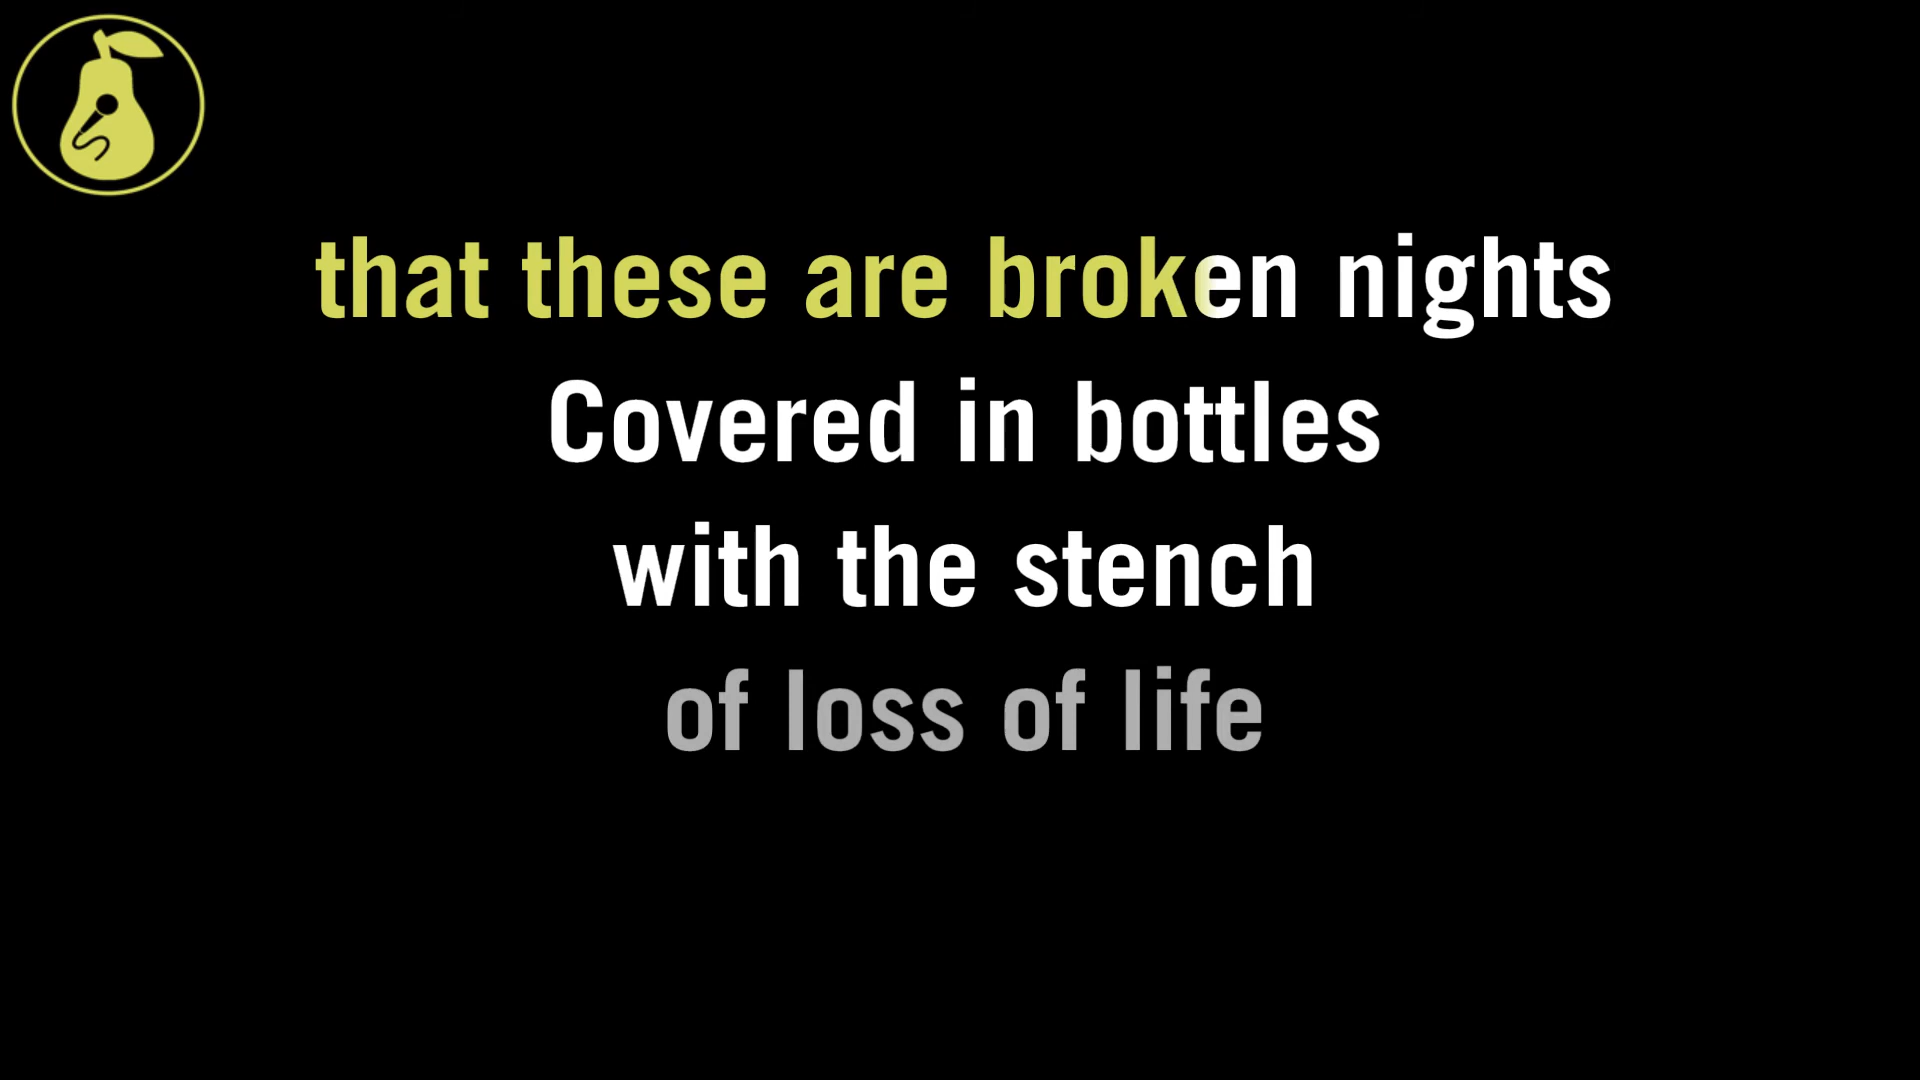 that these are broken nights
Covered in bottles
with the stench
of loss of life